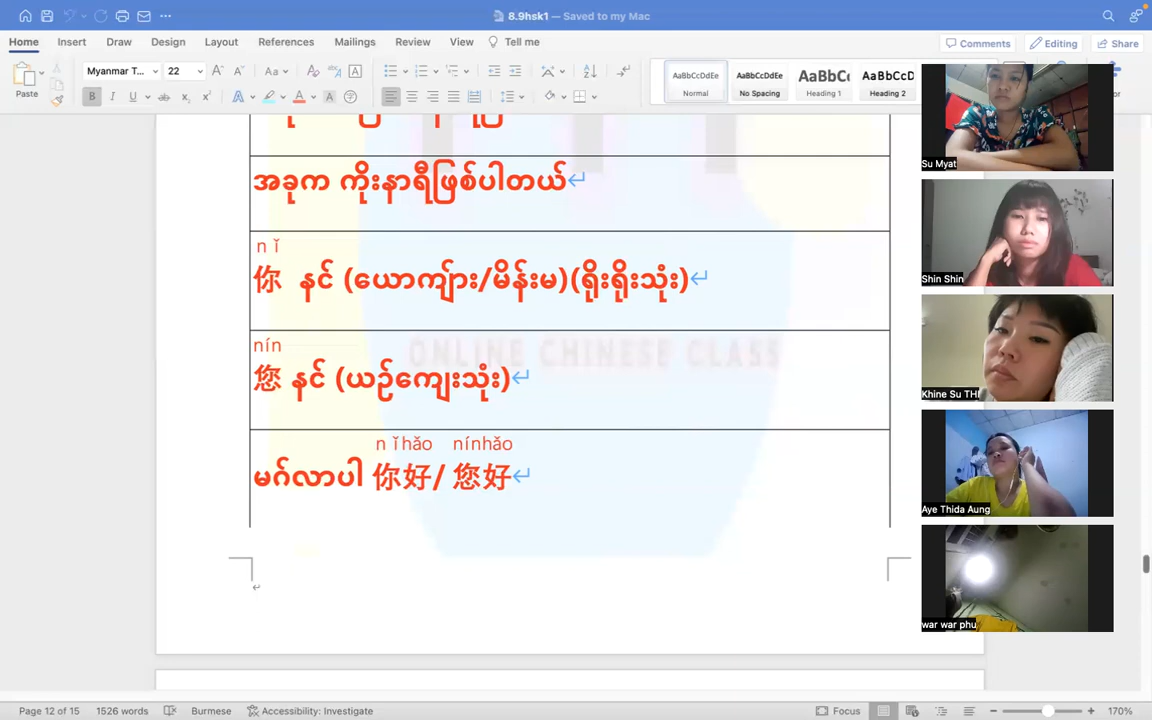 8.9hsk1 — Saved to my Mac
Home Insert Draw Design Layout References Mailings Review View Tell me
Comments Editing Share
Paste Myanmar T... 22
AaBbCcDdEe AaBbCcDdEe AaBbC AaBbCcD
Normal No Spacing Heading 1 Heading 2
အခုက ကိုးနာရီဖြစ်ပါတယ်
nǐ
你 နင် (ယောကျ်ား/မိန်းမ)(ရိုးရိုးသုံး)
nín
您 နင် (ယဉ်ကျေးသုံး)
ONLINE CHINESE CLASS
nǐhǎo nínhǎo
မင်္ဂလာပါ 你好/ 您好
Su Myat
Shin Shin
Khine Su THI
Aye Thida Aung
war war phu
Page 12 of 15 1526 words Burmese Accessibility: Investigate Focus 170%